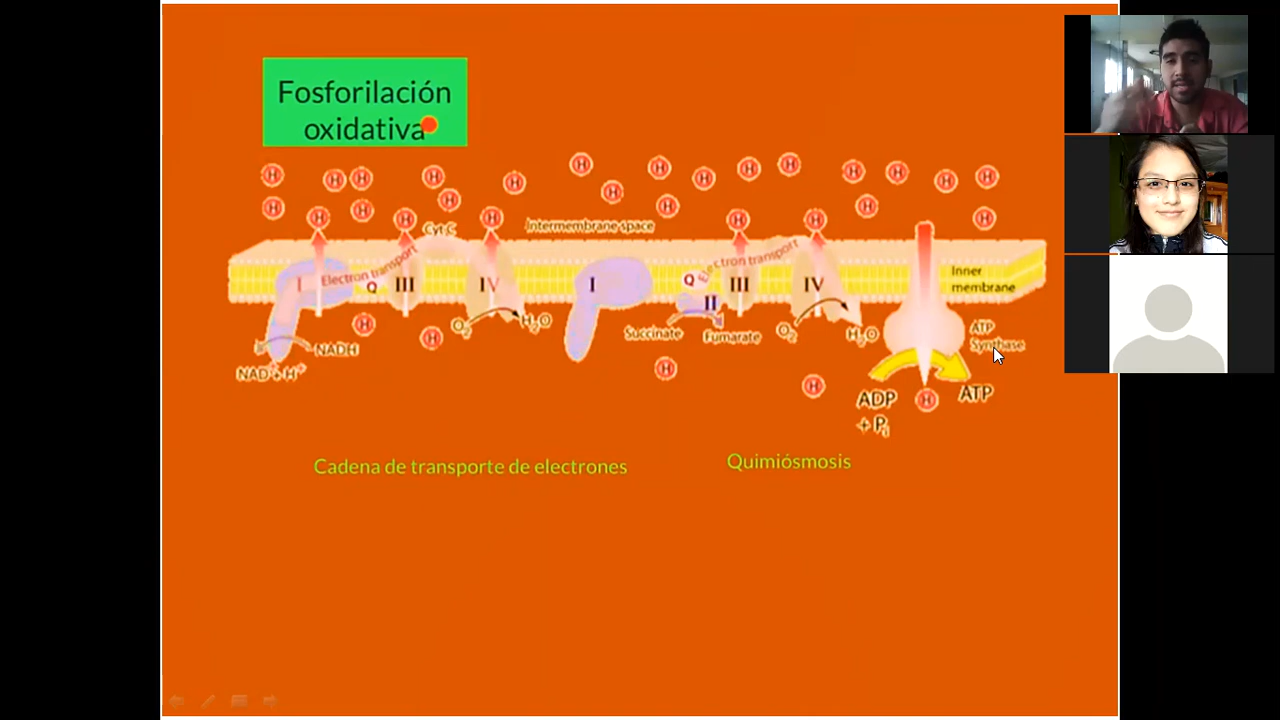 Fosforilación
oxidativa
H H H H H H H H H H H H H H H
H H H H H H H H H H H H
Cyt C
Intermembrane space
Electron transport
Electron transport
Inner
membrane
I
Q
III
IV
I
Q
II
III
IV
H
H
O₂
H₂O
Succinate
Fumarate
O₂
H₂O
ATP
Synthase
NADH
NAD⁺+H⁺
H
H
ADP
+ Pi
H
ATP
Cadena de transporte de electrones
Quimiósmosis